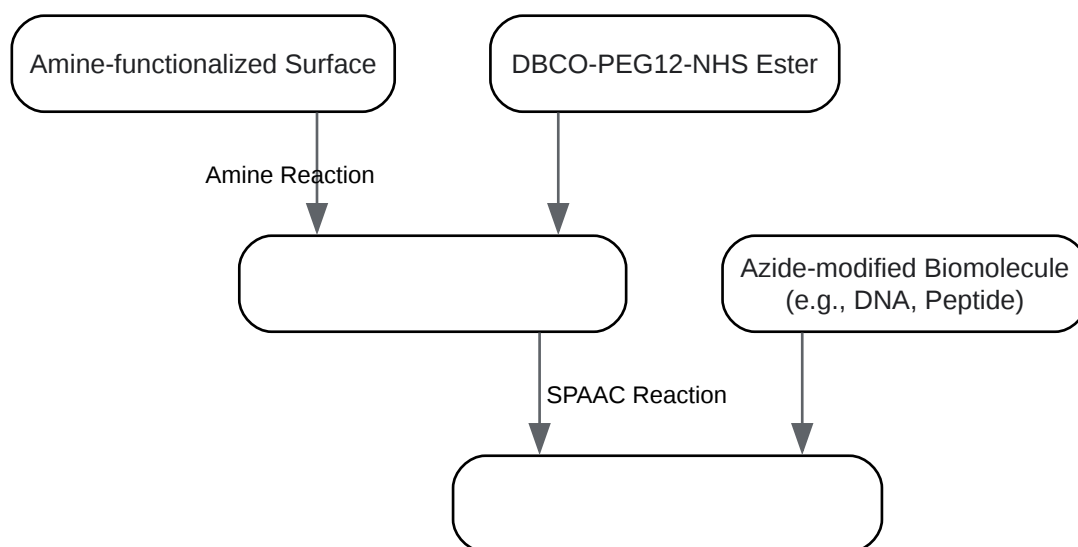 Amine-functionalized Surface
DBCO-PEG12-NHS Ester
Amine Reaction
Azide-modified Biomolecule
(e.g., DNA, Peptide)
SPAAC Reaction